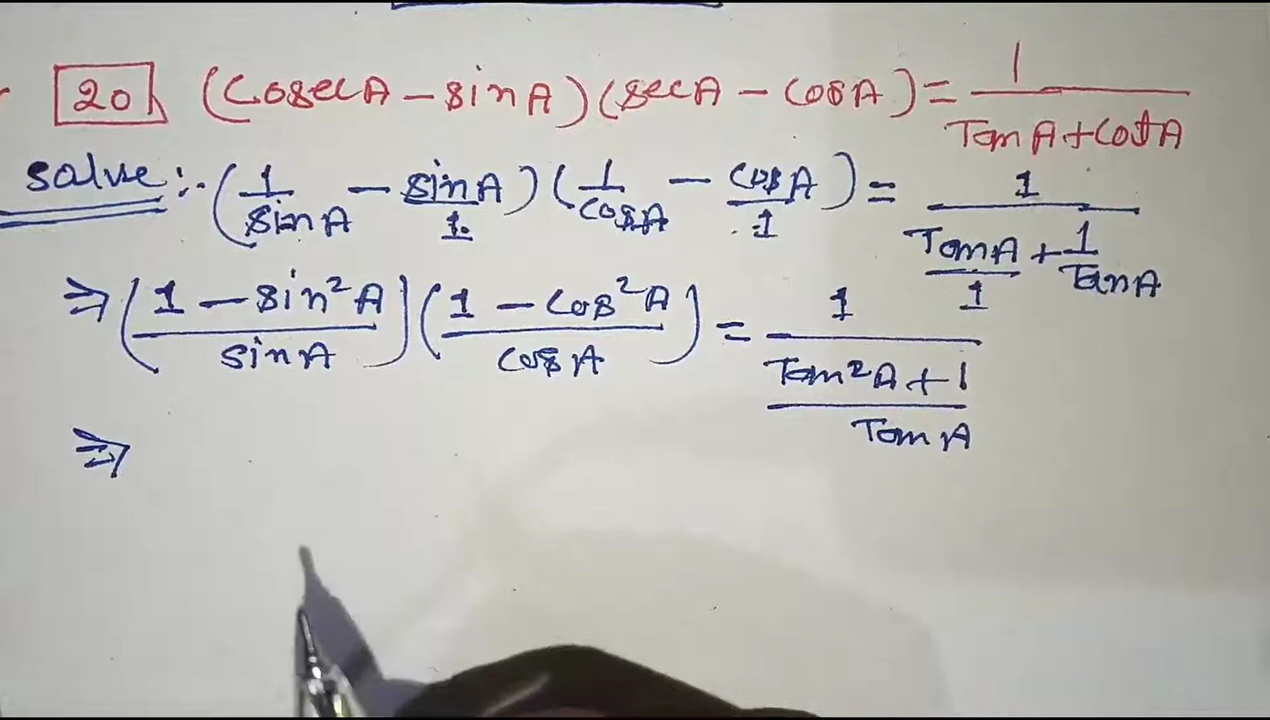 20) (CosecA - sinA)(secA - CosA) = 1/(TanA + CotA)
Solve :- (1/sinA - sinA/1)(1/cosA - cosA/1) = 1/(TanA/1 + 1/TanA)
⇒ (1 - sin²A/sinA)(1 - Cos²A/cosA) = 1/(Tan²A + 1/TanA)
⇒